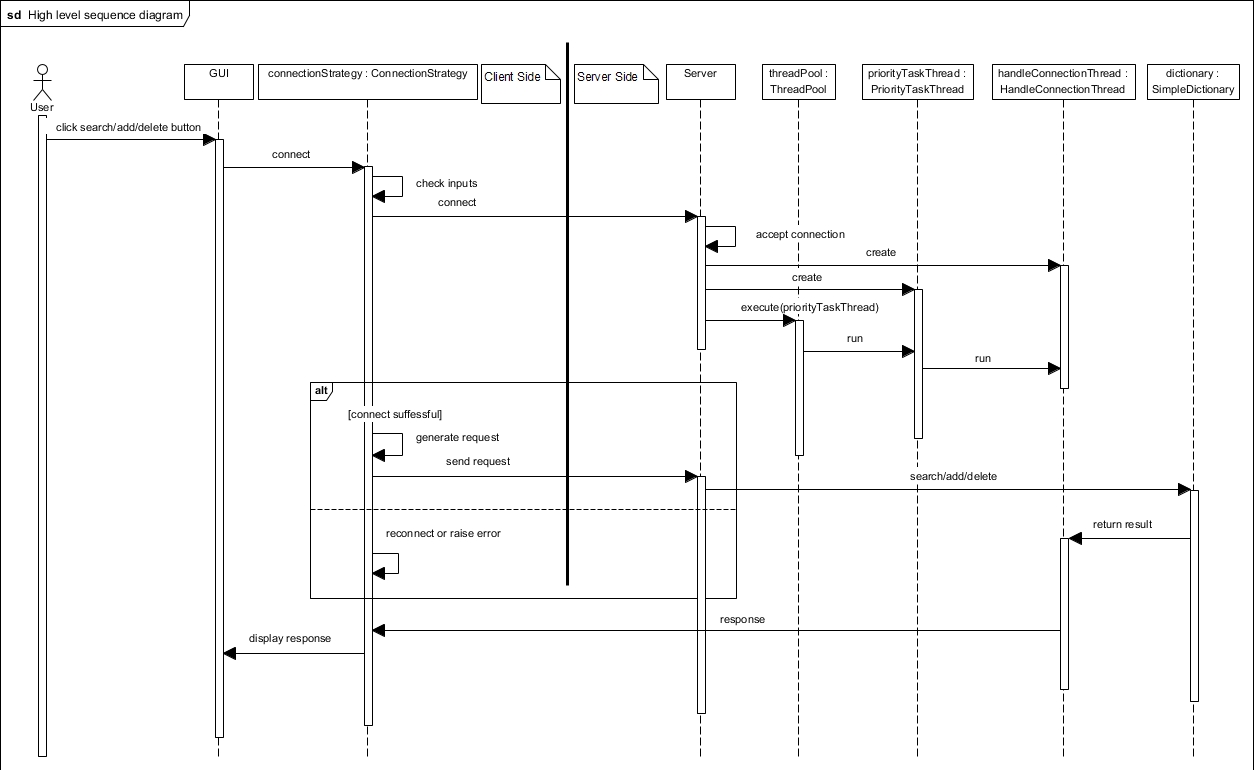 sd High level sequence diagram
User
GUI
connectionStrategy : ConnectionStrategy
Client Side
Server Side
Server
threadPool :
ThreadPool
priorityTaskThread :
PriorityTaskThread
handleConnectionThread :
HandleConnectionThread
dictionary :
SimpleDictionary
click search/add/delete button
connect
check inputs
connect
accept connection
create
create
execute(priorityTaskThread)
run
run
alt
[connect suffessful]
generate request
send request
search/add/delete
return result
reconnect or raise error
response
display response